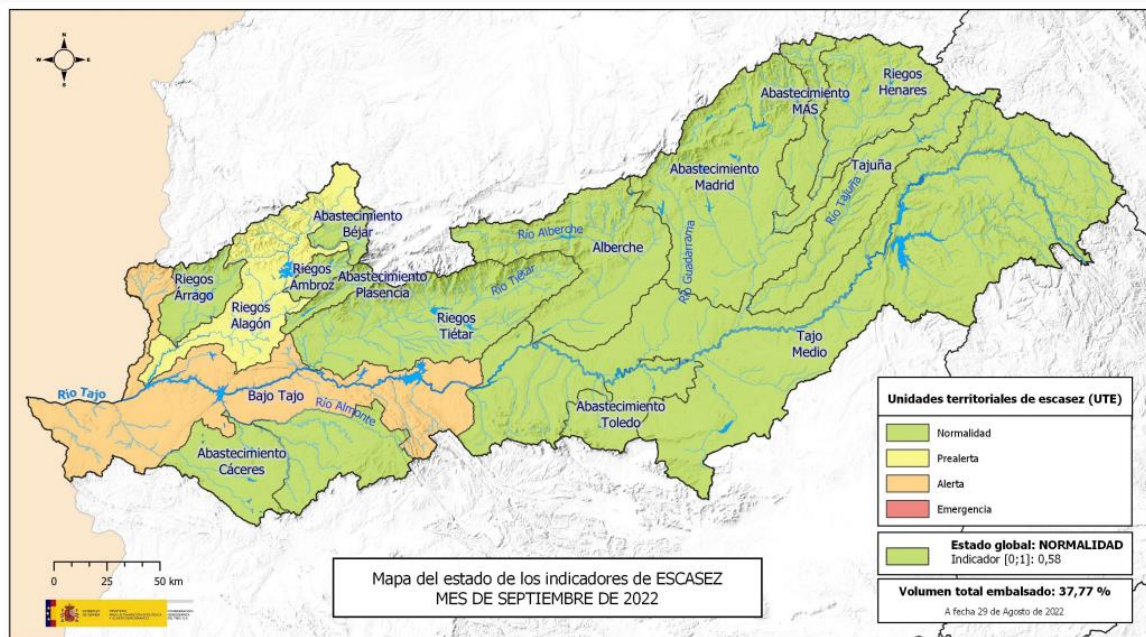 N
W
E
S
Abastecimiento
MAS
Riegos
Henares
Abastecimiento
Madrid
Tajuña
Río Tajuña
Abastecimiento
Béjar
Río Alberche
Alberche
Río Guadarrama
Riegos
Árrago
Riegos
Ambroz
Abastecimiento
Plasencia
Río Tiétar
Riegos
Alagón
Riegos
Tiétar
Tajo
Medio
Río Tajo
Bajo Tajo
Río Almonte
Abastecimiento
Toledo
Abastecimiento
Cáceres
Unidades territoriales de escasez (UTE)
Normalidad
Prealerta
Alerta
Emergencia
Estado global: NORMALIDAD
Indicador [0;1]: 0,58
Volumen total embalsado: 37,77 %
A fecha 29 de Agosto de 2022
0 25 50 km
Mapa del estado de los indicadores de ESCASEZ
MES DE SEPTIEMBRE DE 2022